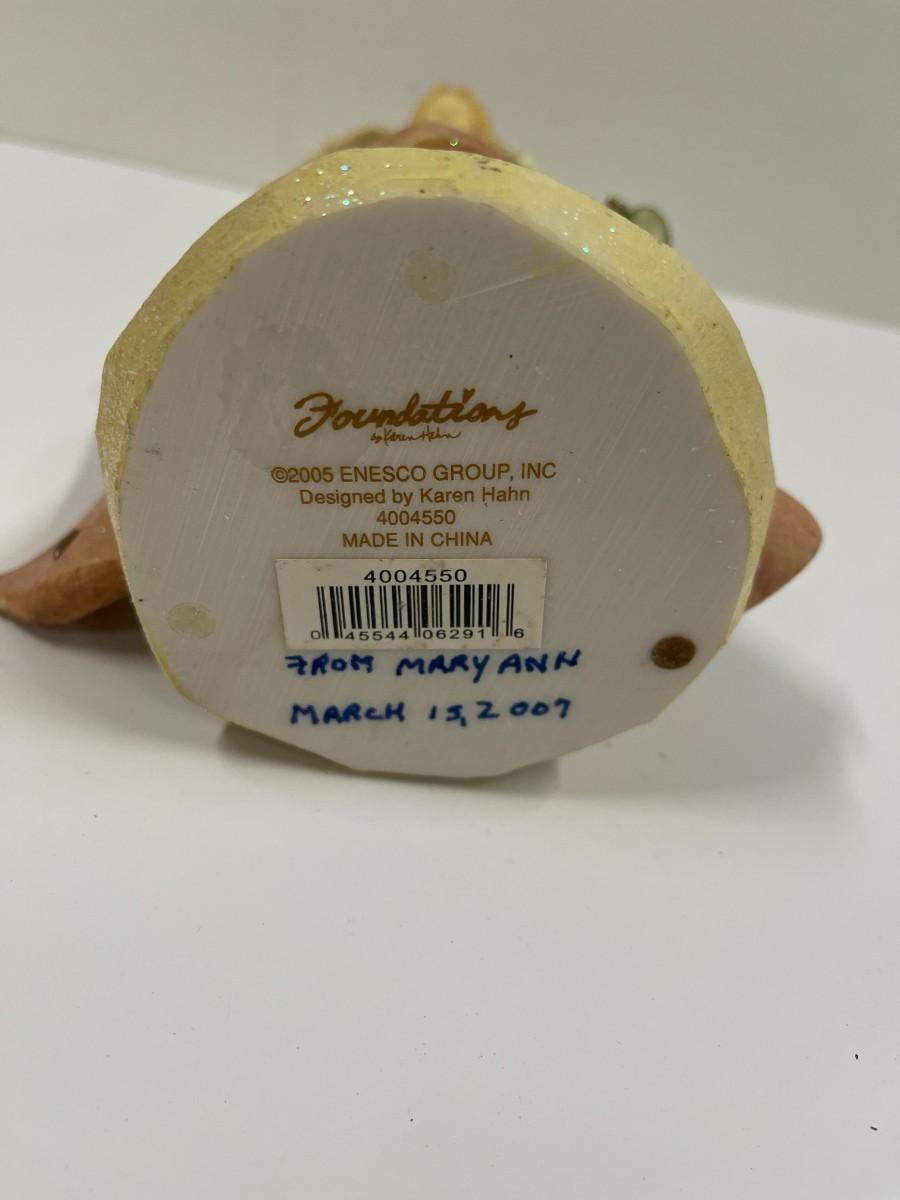 Foundations
by Karen Hahn
©2005 ENESCO GROUP, INC
Designed by Karen Hahn
4004550
MADE IN CHINA
4004550
0 45544 06291 6
FROM MARY ANN
MARCH 15, 2007